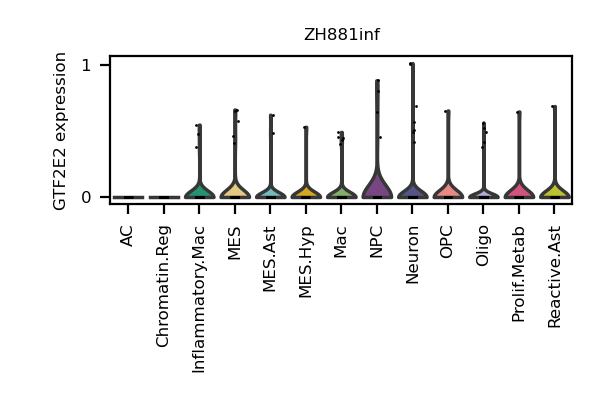 ZH881inf
GTF2E2 expression
1
0
AC
Chromatin.Reg
Inflammatory.Mac
MES
MES.Ast
MES.Hyp
Mac
NPC
Neuron
OPC
Oligo
Prolif.Metab
Reactive.Ast